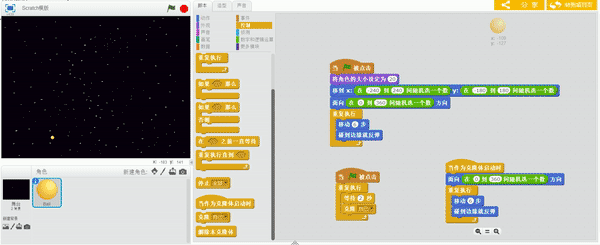 Scratch模版
脚本 造型 声音
动作 事件
外观 控制
声音 侦测
画笔 数字和逻辑运算
数据 更多模块
重复执行
如果 那么
如果 那么
否则
在 之前一直等待
重复执行直到
停止 全部
当作为克隆体启动时
克隆 自己
删除本克隆体
当 被点击
将角色的大小设定为 20
移到 x: 在 -240 到 240 间随机选一个数 y: 在 -180 到 180 间随机选一个数
面向 在 0 到 360 间随机选一个数 方向
重复执行
移动 6 步
碰到边缘就反弹
当 被点击
重复执行
等待 2 秒
克隆 自己
当作为克隆体启动时
面向 在 0 到 360 间随机选一个数 方向
重复执行
移动 6 步
碰到边缘就反弹
角色
新建角色:
舞台
新建背景